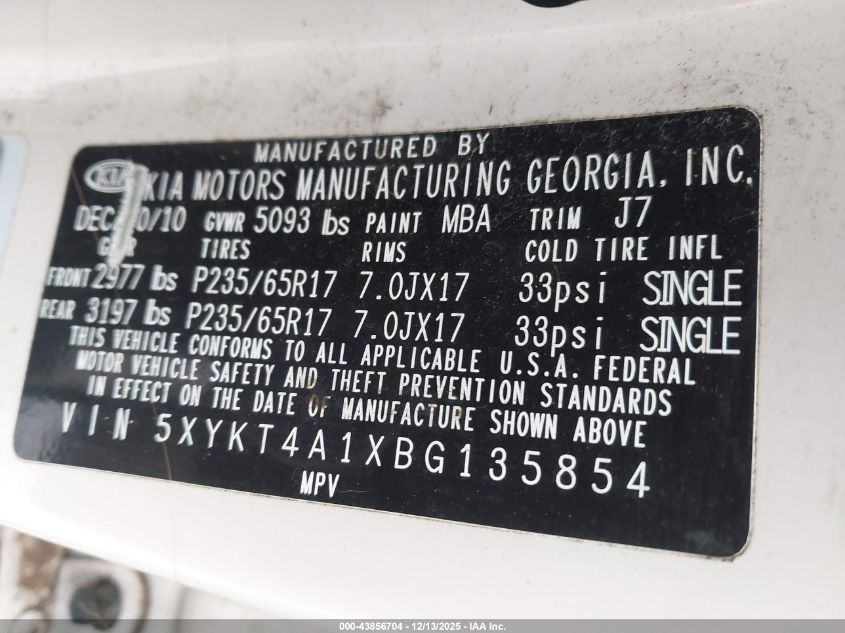 MANUFACTURED BY
KIA KIA MOTORS MANUFACTURING GEORGIA, INC.
GVWR 5093 lbs PAINT MBA TRIM J7
TIRES RIMS COLD TIRE INFL
FRONT 2977 lbs P235/65R17 7.0JX17 33psi SINGLE
REAR 3197 lbs P235/65R17 7.0JX17 33psi SINGLE
THIS VEHICLE CONFORMS TO ALL APPLICABLE U.S.A. FEDERAL
MOTOR VEHICLE SAFETY AND THEFT PREVENTION STANDARDS
IN EFFECT ON THE DATE OF MANUFACTURE SHOWN ABOVE
VIN 5XYKT4A1XBG135854
MPV
000-43856704 - 12/13/2025 - IAA Inc.